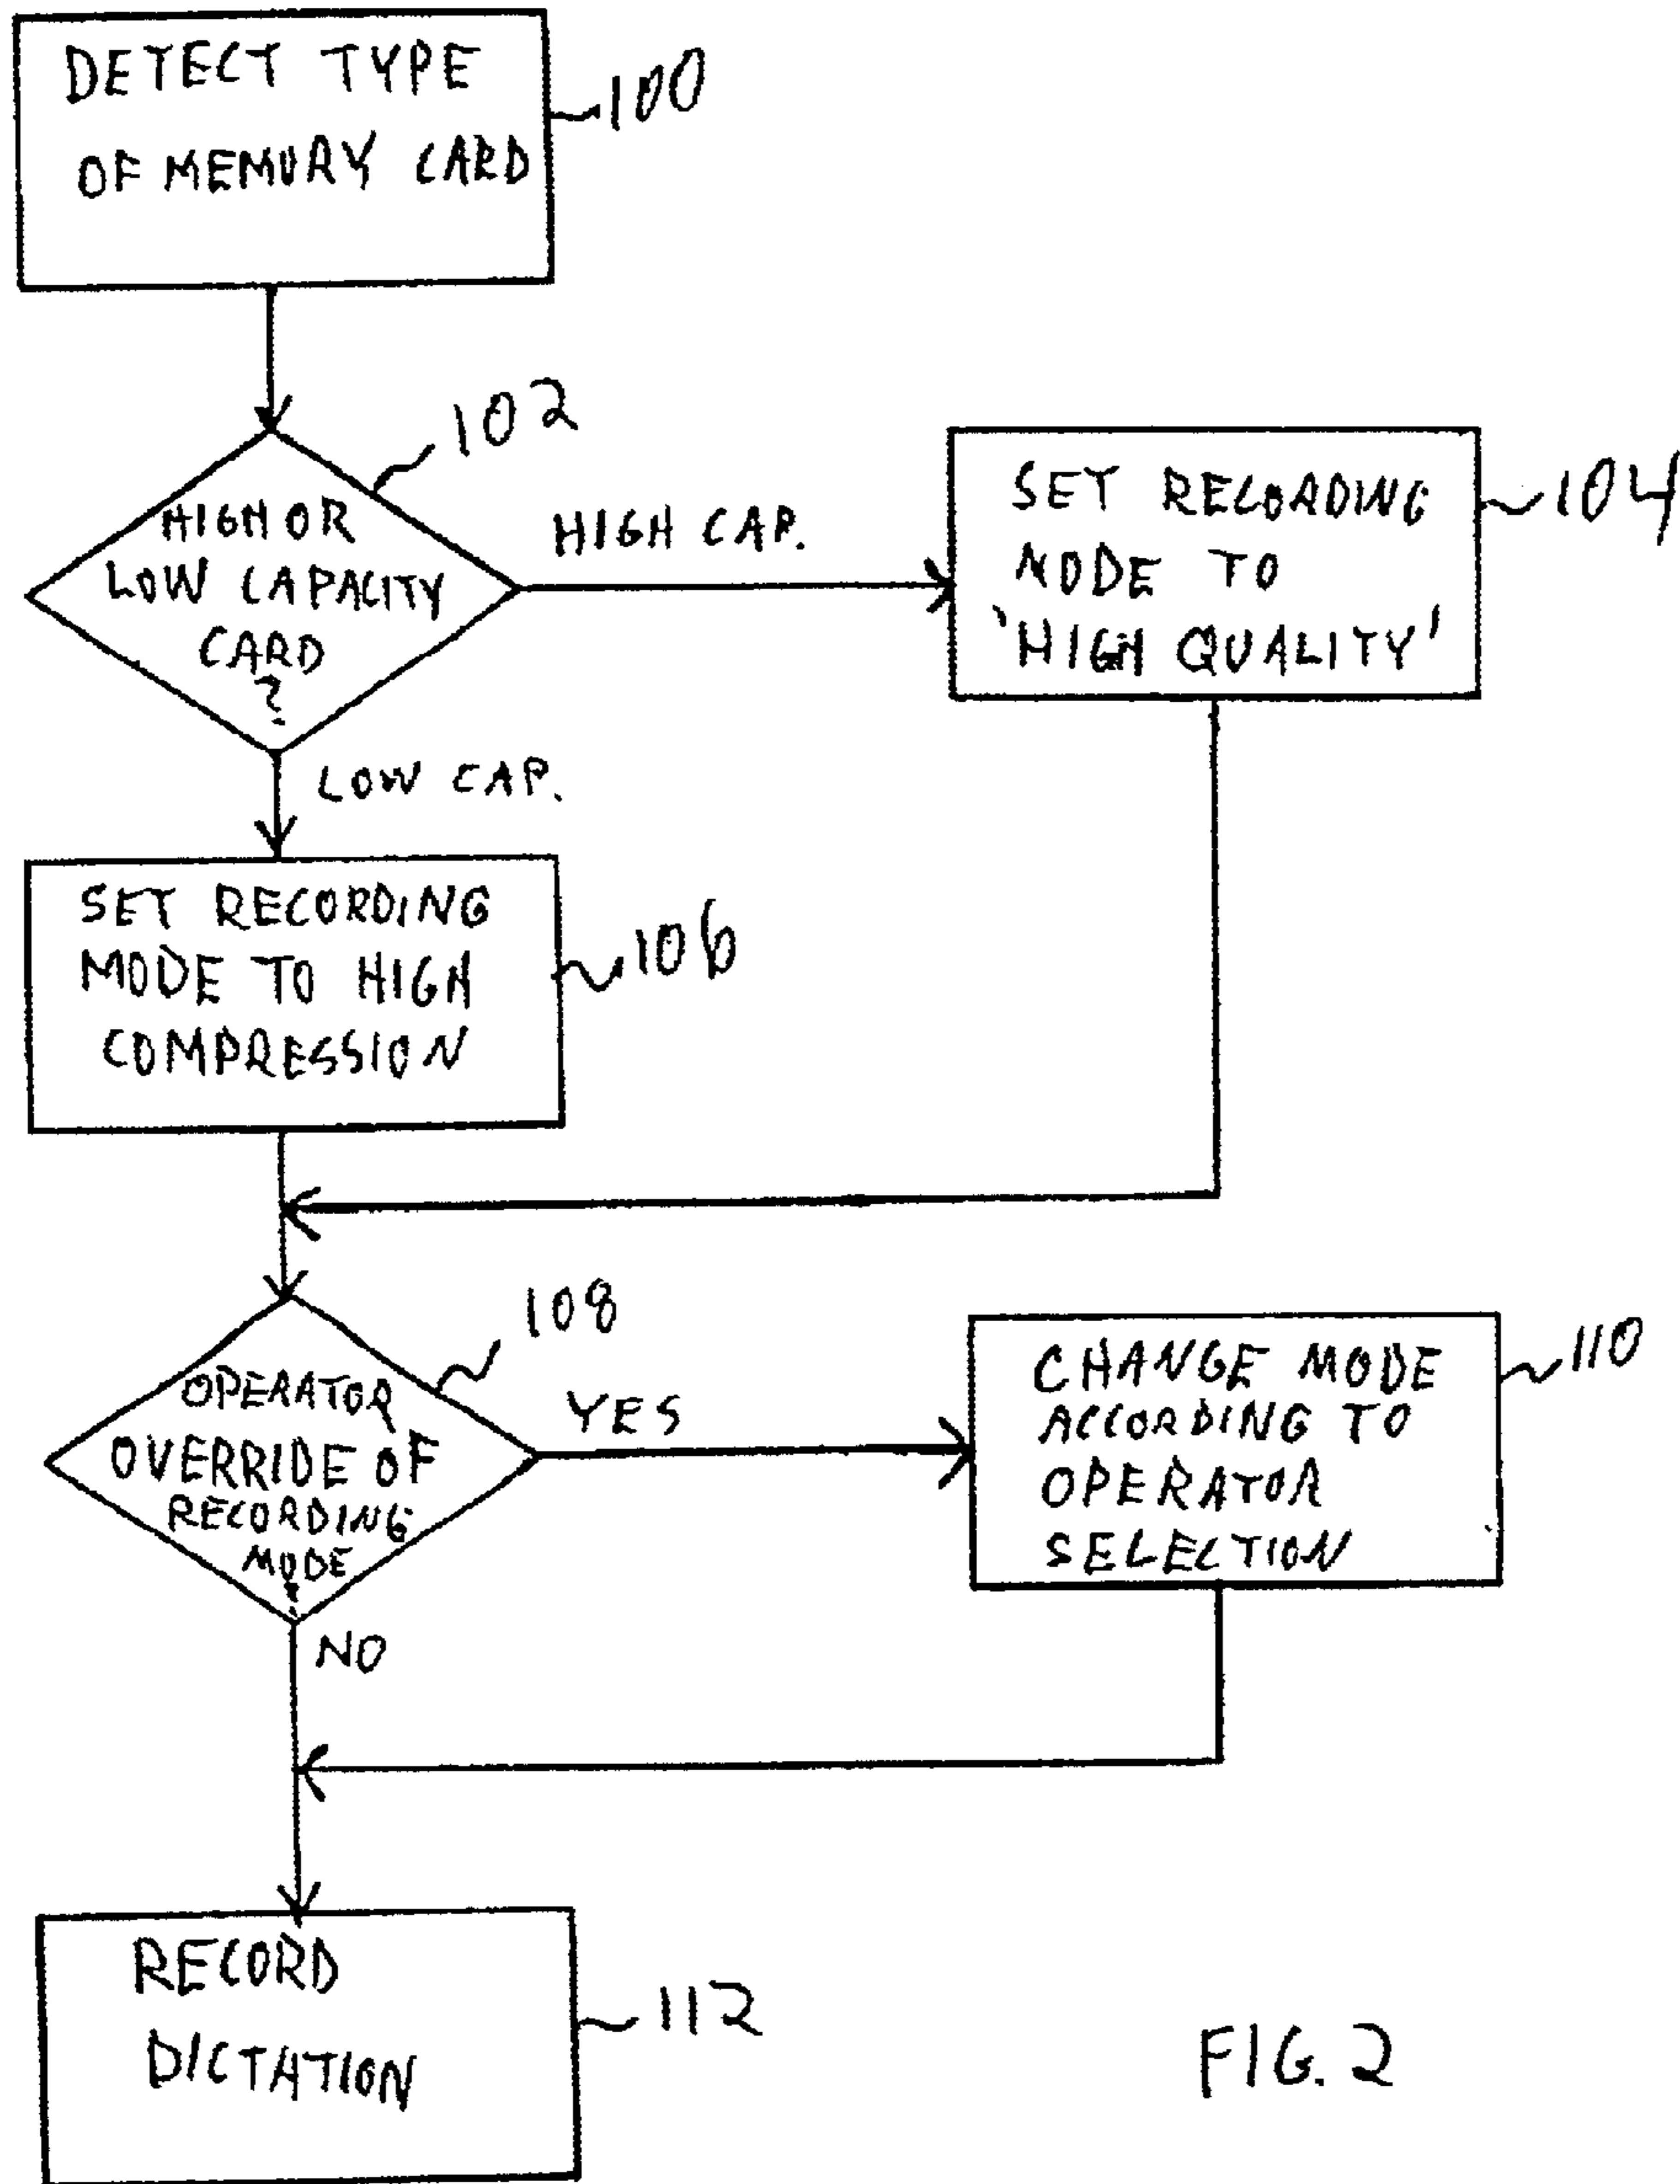 DETECT TYPE
OF MEMORY CARD
100
102
HIGH OR
LOW CAPACITY
CARD
?
HIGH CAP.
SET RECORDING
MODE TO
'HIGH QUALITY'
104
LOW CAP.
SET RECORDING
MODE TO HIGH
COMPRESSION
106
108
OPERATOR
OVERRIDE OF
RECORDING
MODE
?
YES
CHANGE MODE
ACCORDING TO
OPERATOR
SELECTION
110
NO
RECORD
DICTATION
112
FIG. 2